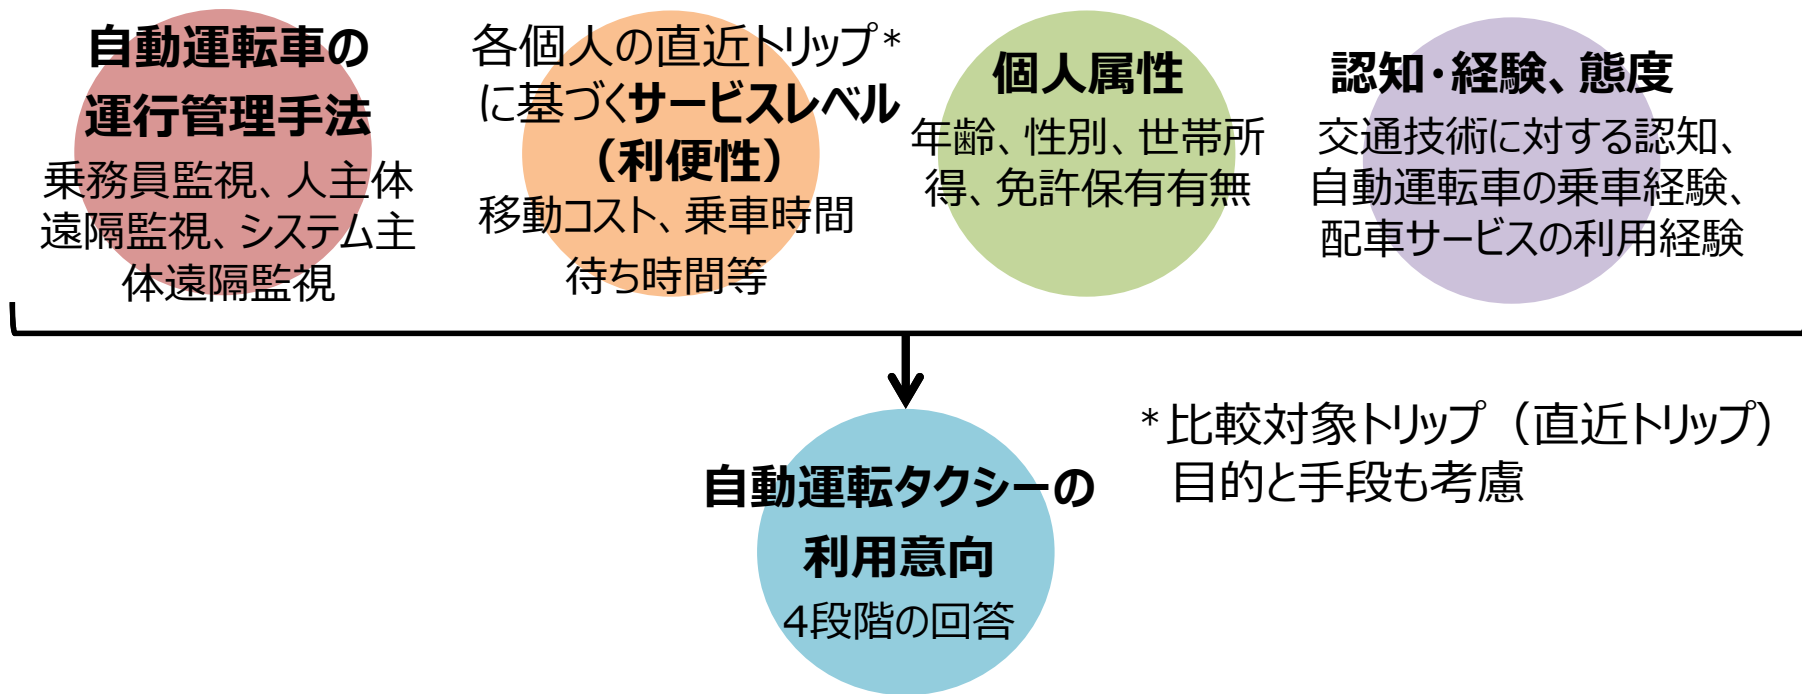 自動運転車の
運行管理手法
乗務員監視、人主体
遠隔監視、システム主
体遠隔監視
各個人の直近トリップ*
に基づくサービスレベル
（利便性）
移動コスト、乗車時間
待ち時間等
個人属性
年齢、性別、世帯所
得、免許保有有無
認知・経験、態度
交通技術に対する認知、
自動運転車の乗車経験、
配車サービスの利用経験
自動運転タクシーの
利用意向
4段階の回答
*比較対象トリップ（直近トリップ）
目的と手段も考慮